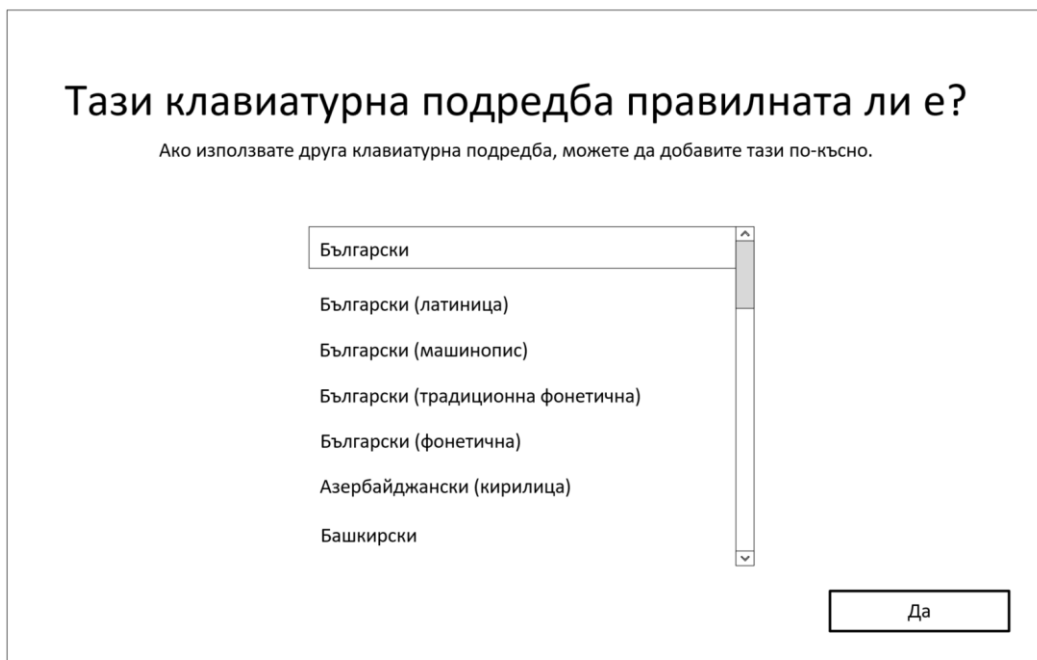 Тази клавиатурна подредба правилната ли е?
Ако използвате друга клавиатурна подредба, можете да добавите тази по-късно.
Български
Български (латиница)
Български (машинопис)
Български (традиционна фонетична)
Български (фонетична)
Азербайджански (кирилица)
Башкирски
Да